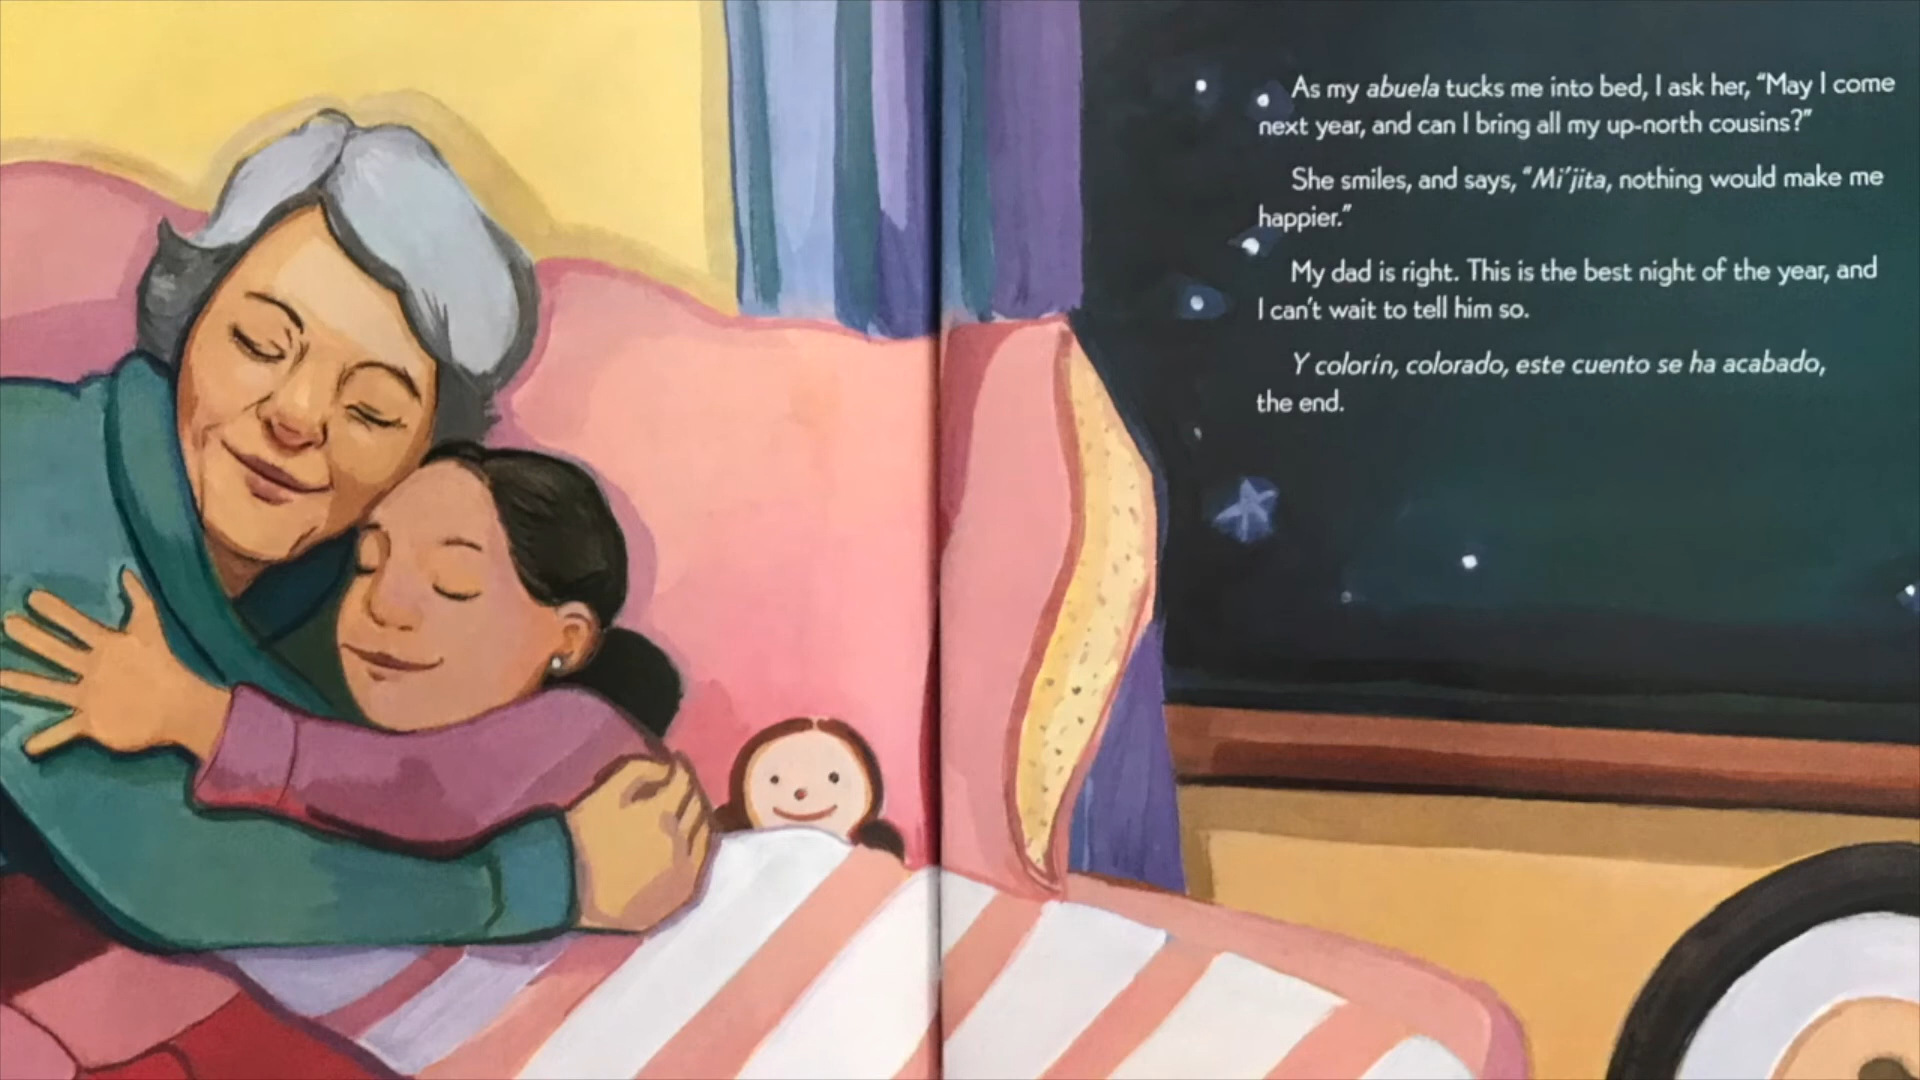 As my abuela tucks me into bed, I ask her, “May I come
next year, and can I bring all my up-north cousins?”
She smiles, and says, “Mi’jita, nothing would make me
happier.”
My dad is right. This is the best night of the year, and
I can’t wait to tell him so.
Y colorín, colorado, este cuento se ha acabado,
the end.